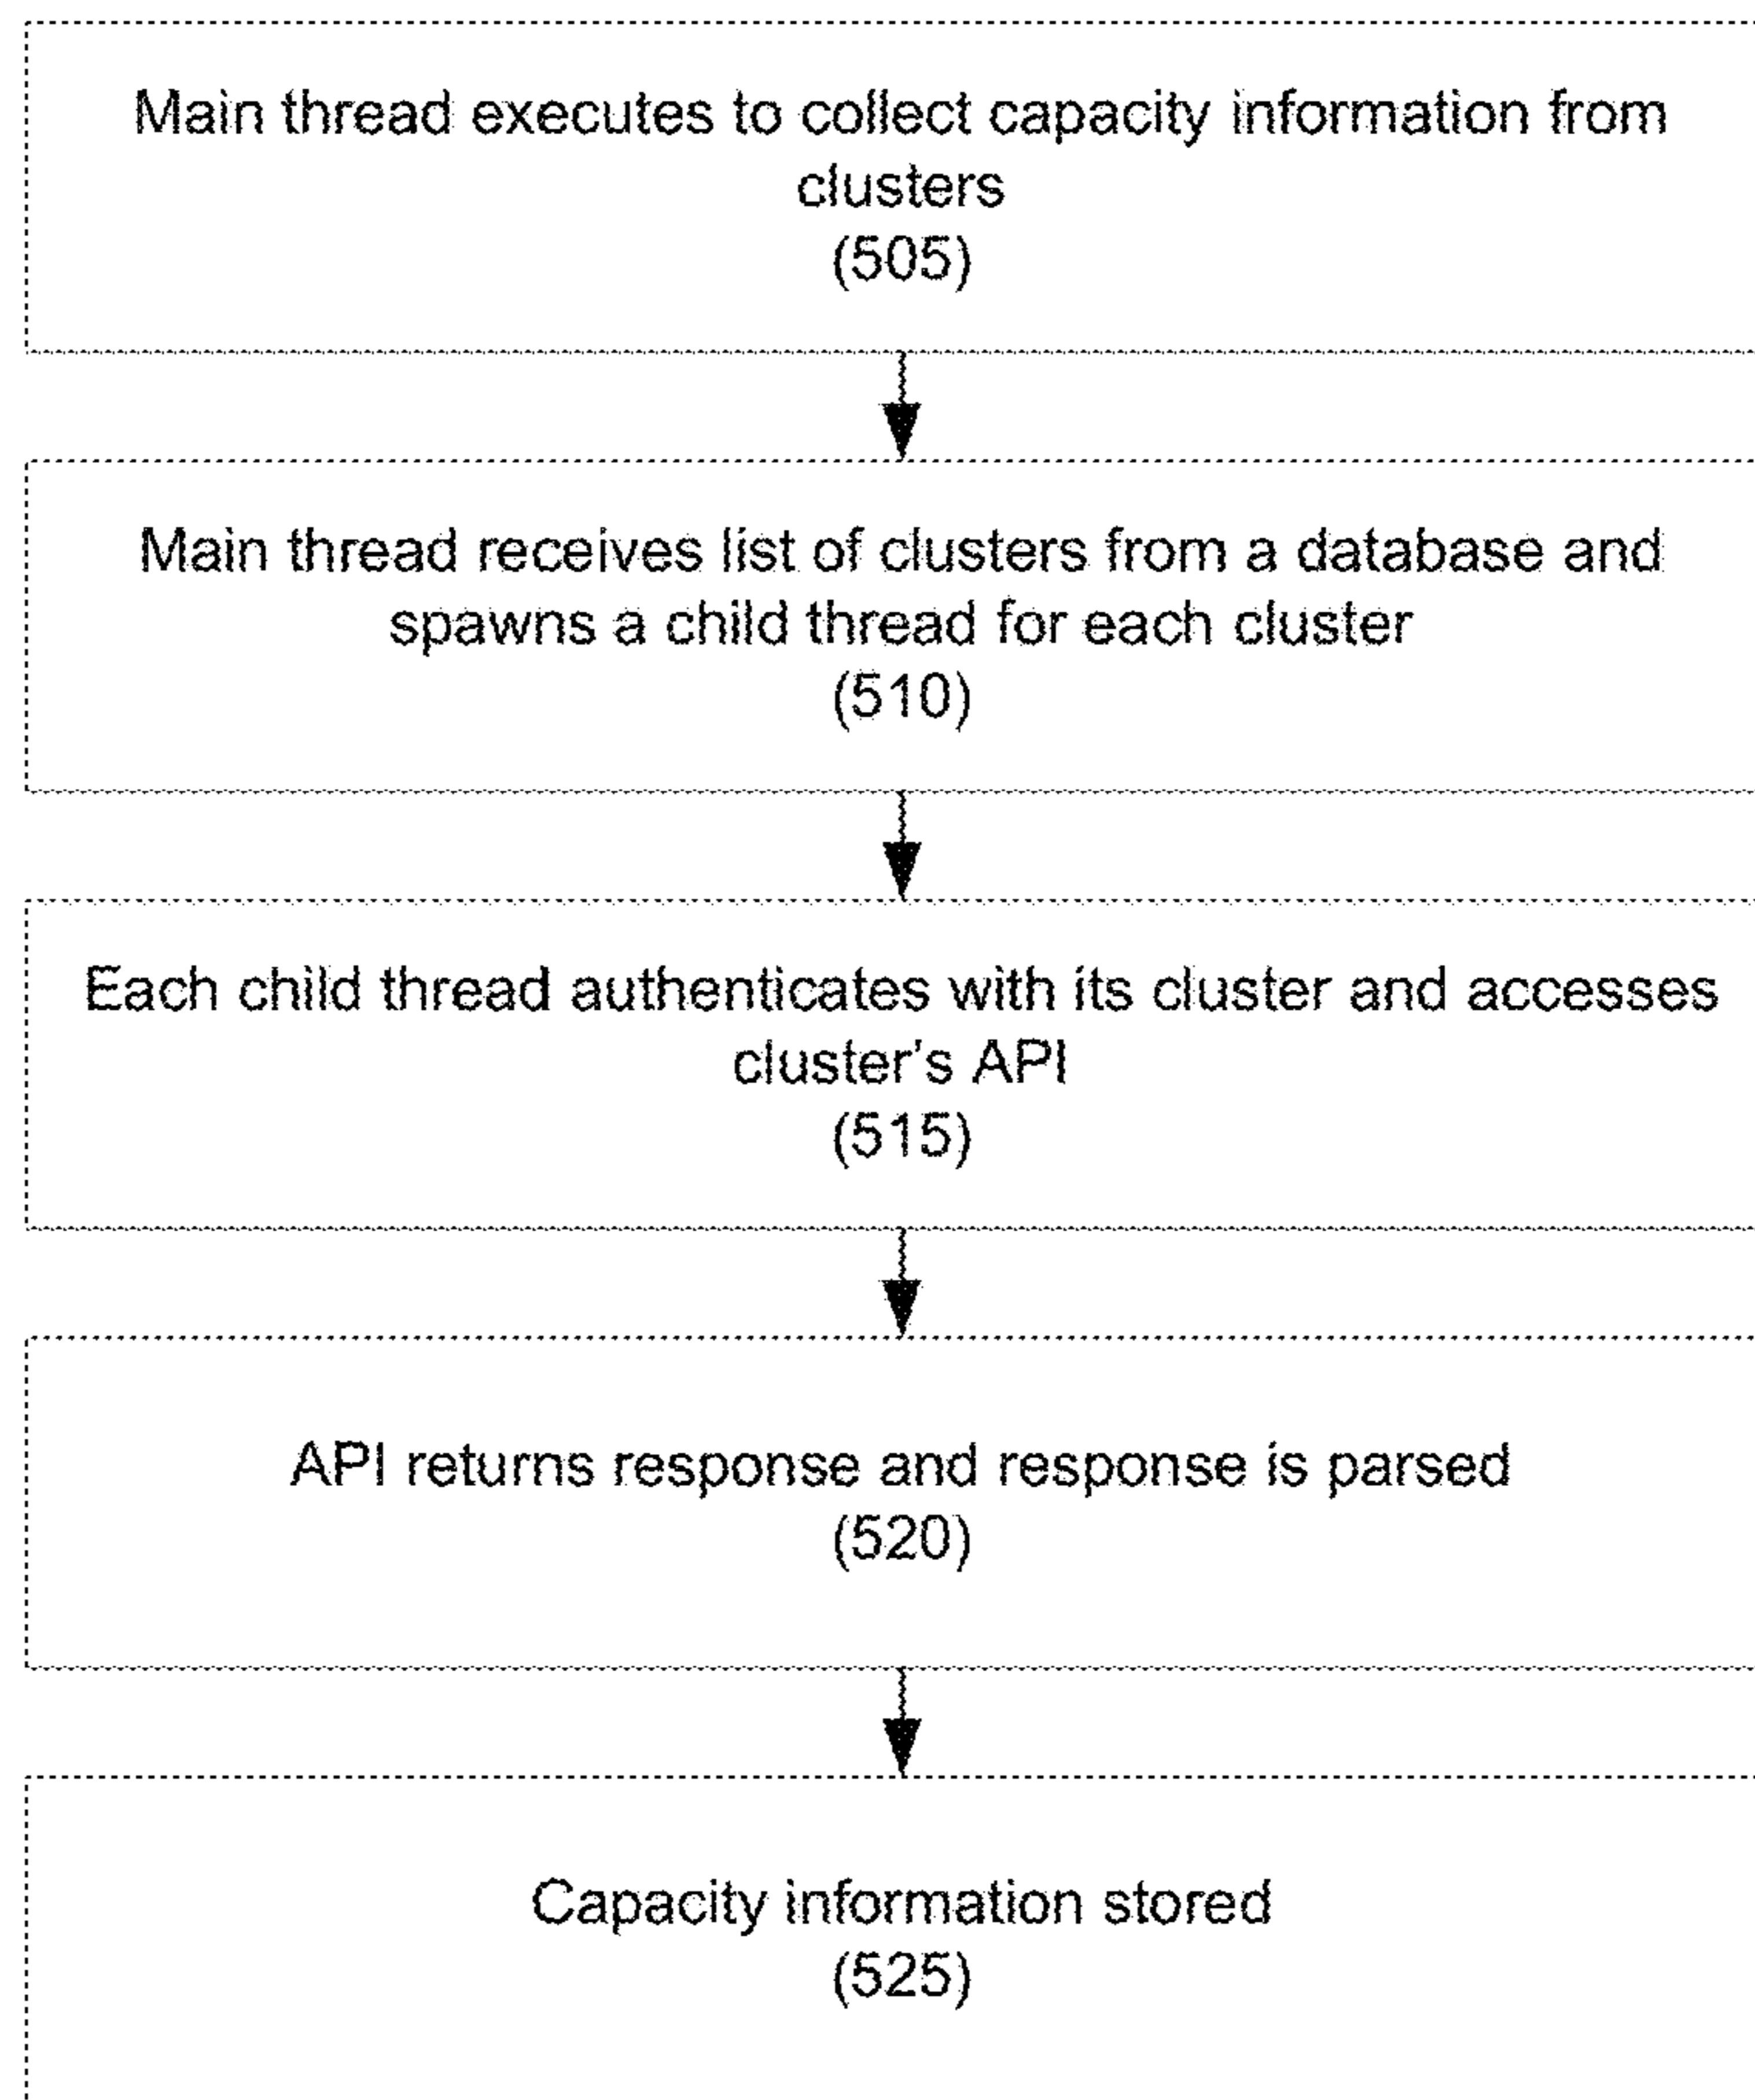 Main thread executes to collect capacity information from
clusters
(505)
Main thread receives list of clusters from a database and
spawns a child thread for each cluster
(510)
Each child thread authenticates with its cluster and accesses
cluster's API
(515)
API returns response and response is parsed
(520)
Capacity information stored
(525)